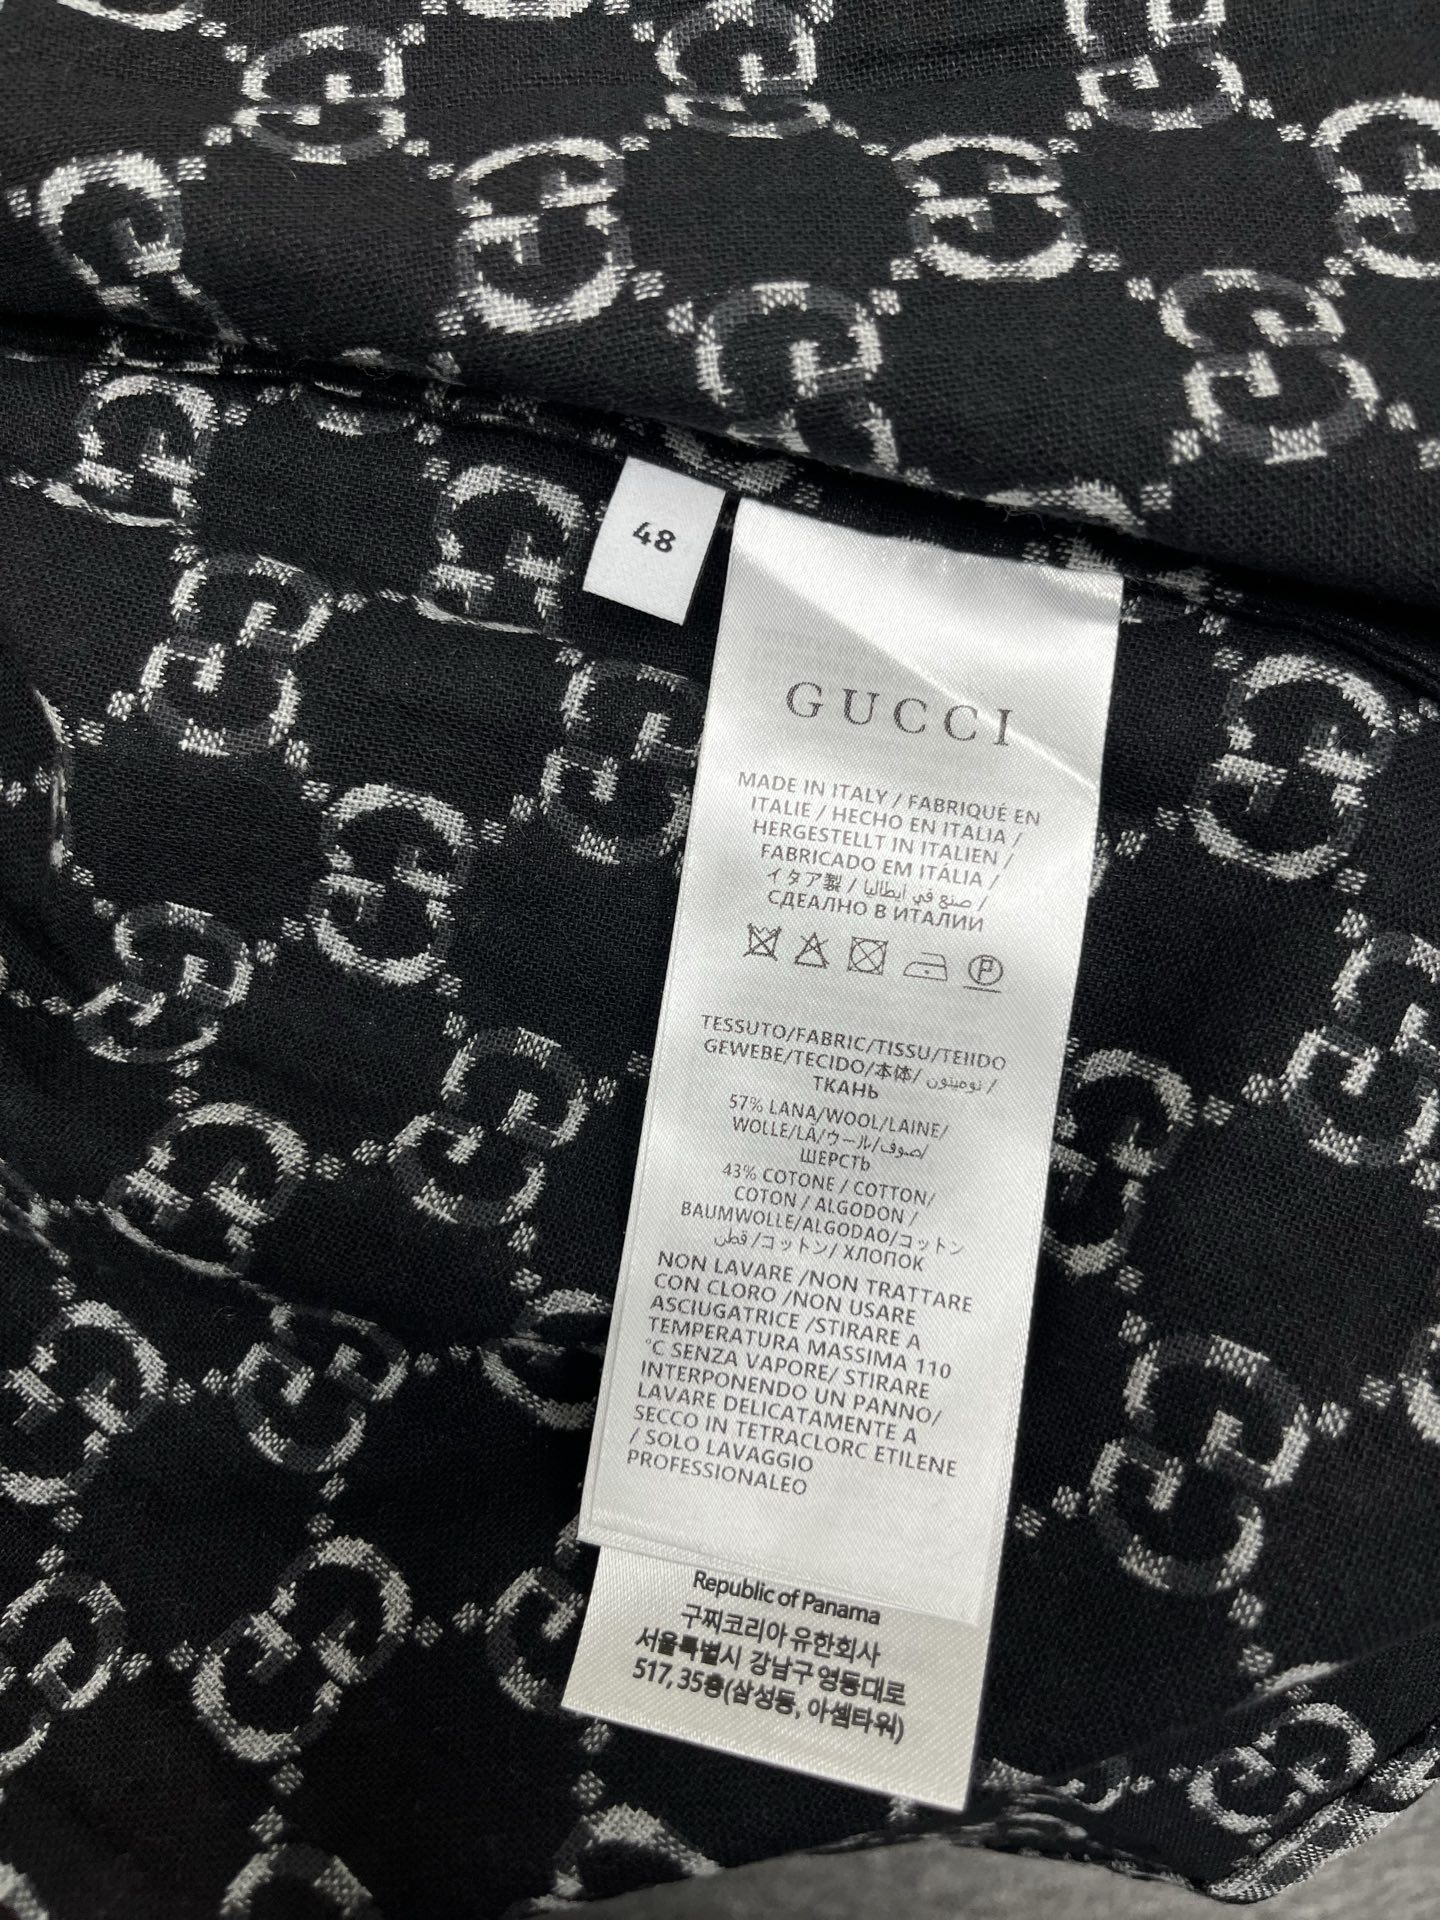 48
GUCCI
MADE IN ITALY / FABRIQUÉ EN
ITALIE / HECHO EN ITALIA /
HERGESTELLT IN ITALIEN /
FABRICADO EM ITÁLIA /
イタア製 / صنع في ايطاليا /
СДЕАЛНО В ИТАЛИИ
P
TESSUTO/FABRIC/TISSU/TEIIDO
GEWEBE/TECIDO/本体/ نوميتون /
ТКАНЬ
57% LANA/WOOL/LAINE/
WOLLE/LÃ/ウール/صوف/
ШЕРСТЬ
43% COTONE / COTTON/
COTON / ALGODON /
BAUMWOLLE/ALGODAO/コットン
قطن /コットン/ ХЛОПОК
NON LAVARE /NON TRATTARE
CON CLORO /NON USARE
ASCIUGATRICE /STIRARE A
TEMPERATURA MASSIMA 110
°C SENZA VAPORE/ STIRARE
INTERPONENDO UN PANNO/
LAVARE DELICATAMENTE A
SECCO IN TETRACLORC ETILENE
/ SOLO LAVAGGIO
PROFESSIONALEO
Republic of Panama
구찌코리아 유한회사
서울특별시 강남구 영동대로
517, 35층(삼성동, 아셈타워)